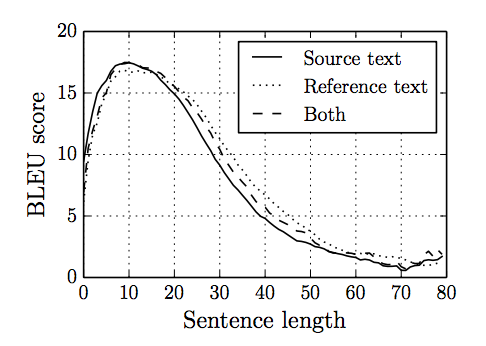 20
15
10
5
0
BLEU score
Source text
Reference text
Both
0 10 20 30 40 50 60 70 80
Sentence length